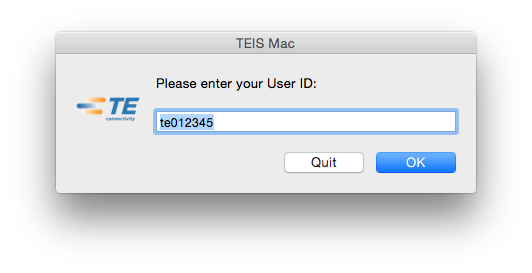 TEIS Mac
Please enter your User ID:
TE
connectivity
te012345
Quit
OK